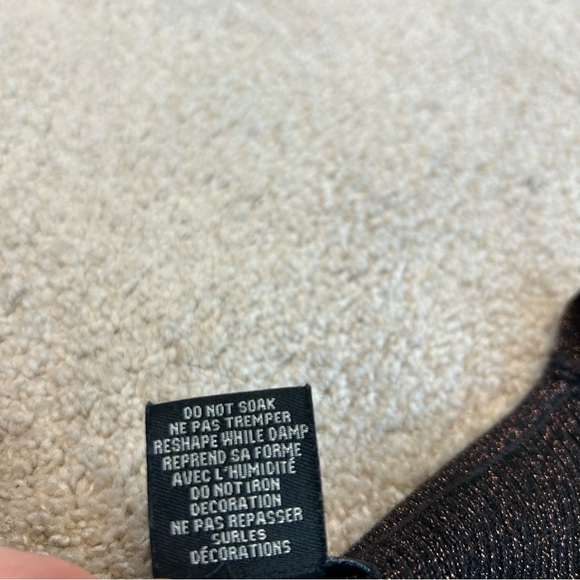 DO NOT SOAK
NE PAS TREMPER
RESHAPE WHILE DAMP
REPREND SA FORME
AVEC L'HUMIDITÉ
DO NOT IRON
DECORATION
NE PAS REPASSER
SURLES
DÉCORATIONS